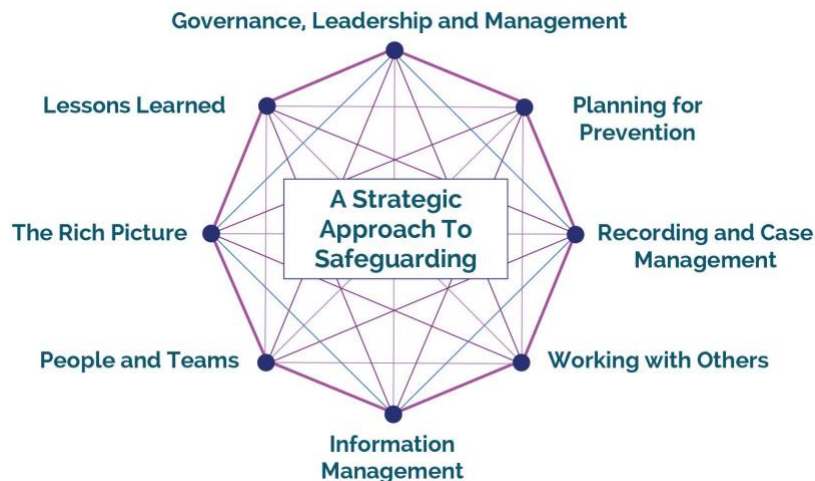 Governance, Leadership and Management
Lessons Learned
Planning for
Prevention
A Strategic
Approach To
Safeguarding
The Rich Picture
Recording and Case
Management
People and Teams
Working with Others
Information
Management